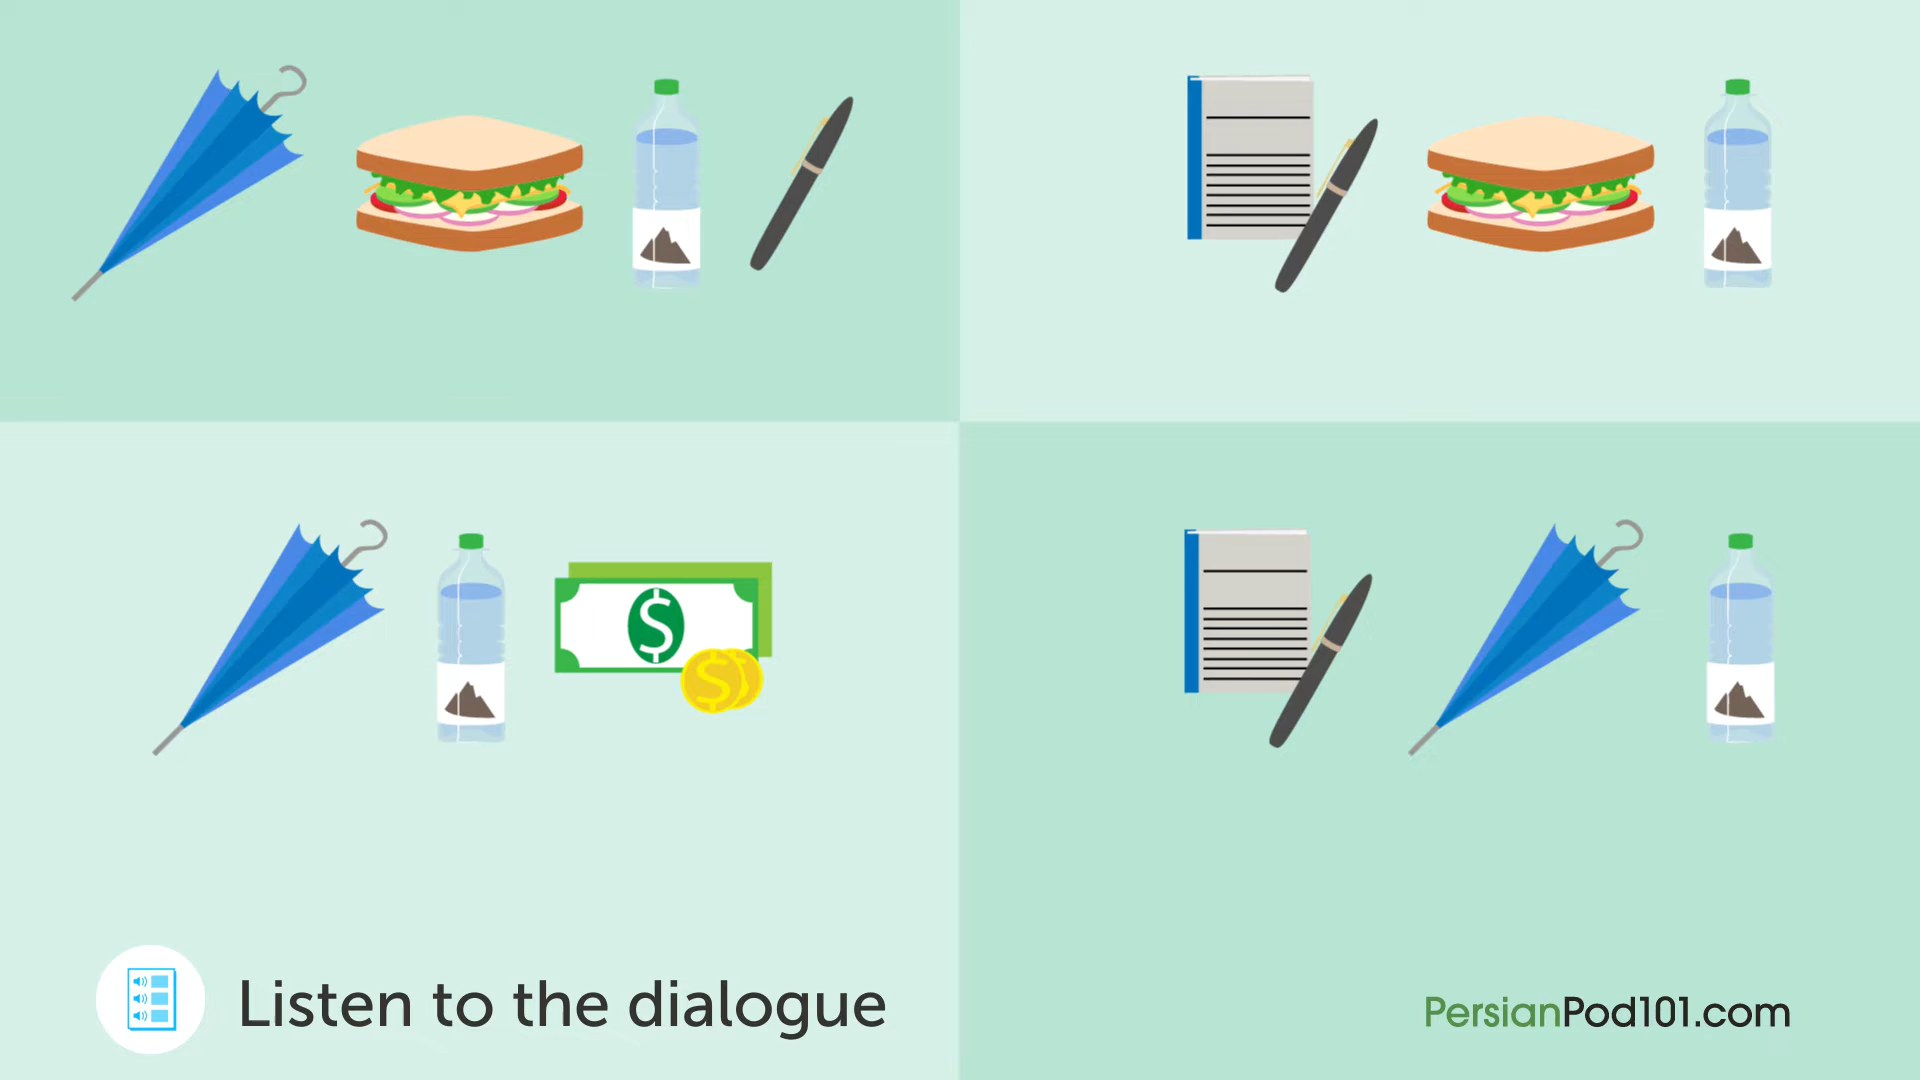 $
$
Listen to the dialogue
PersianPod101.com